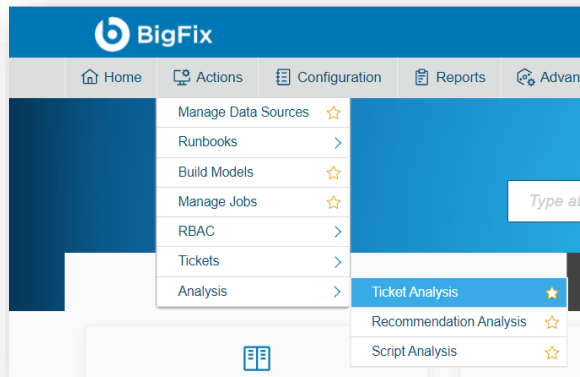 BigFix
Home Actions Configuration Reports Advan
Manage Data Sources
Runbooks
Build Models
Manage Jobs
RBAC
Type at
Tickets
Analysis
Ticket Analysis
Recommendation Analysis
Script Analysis